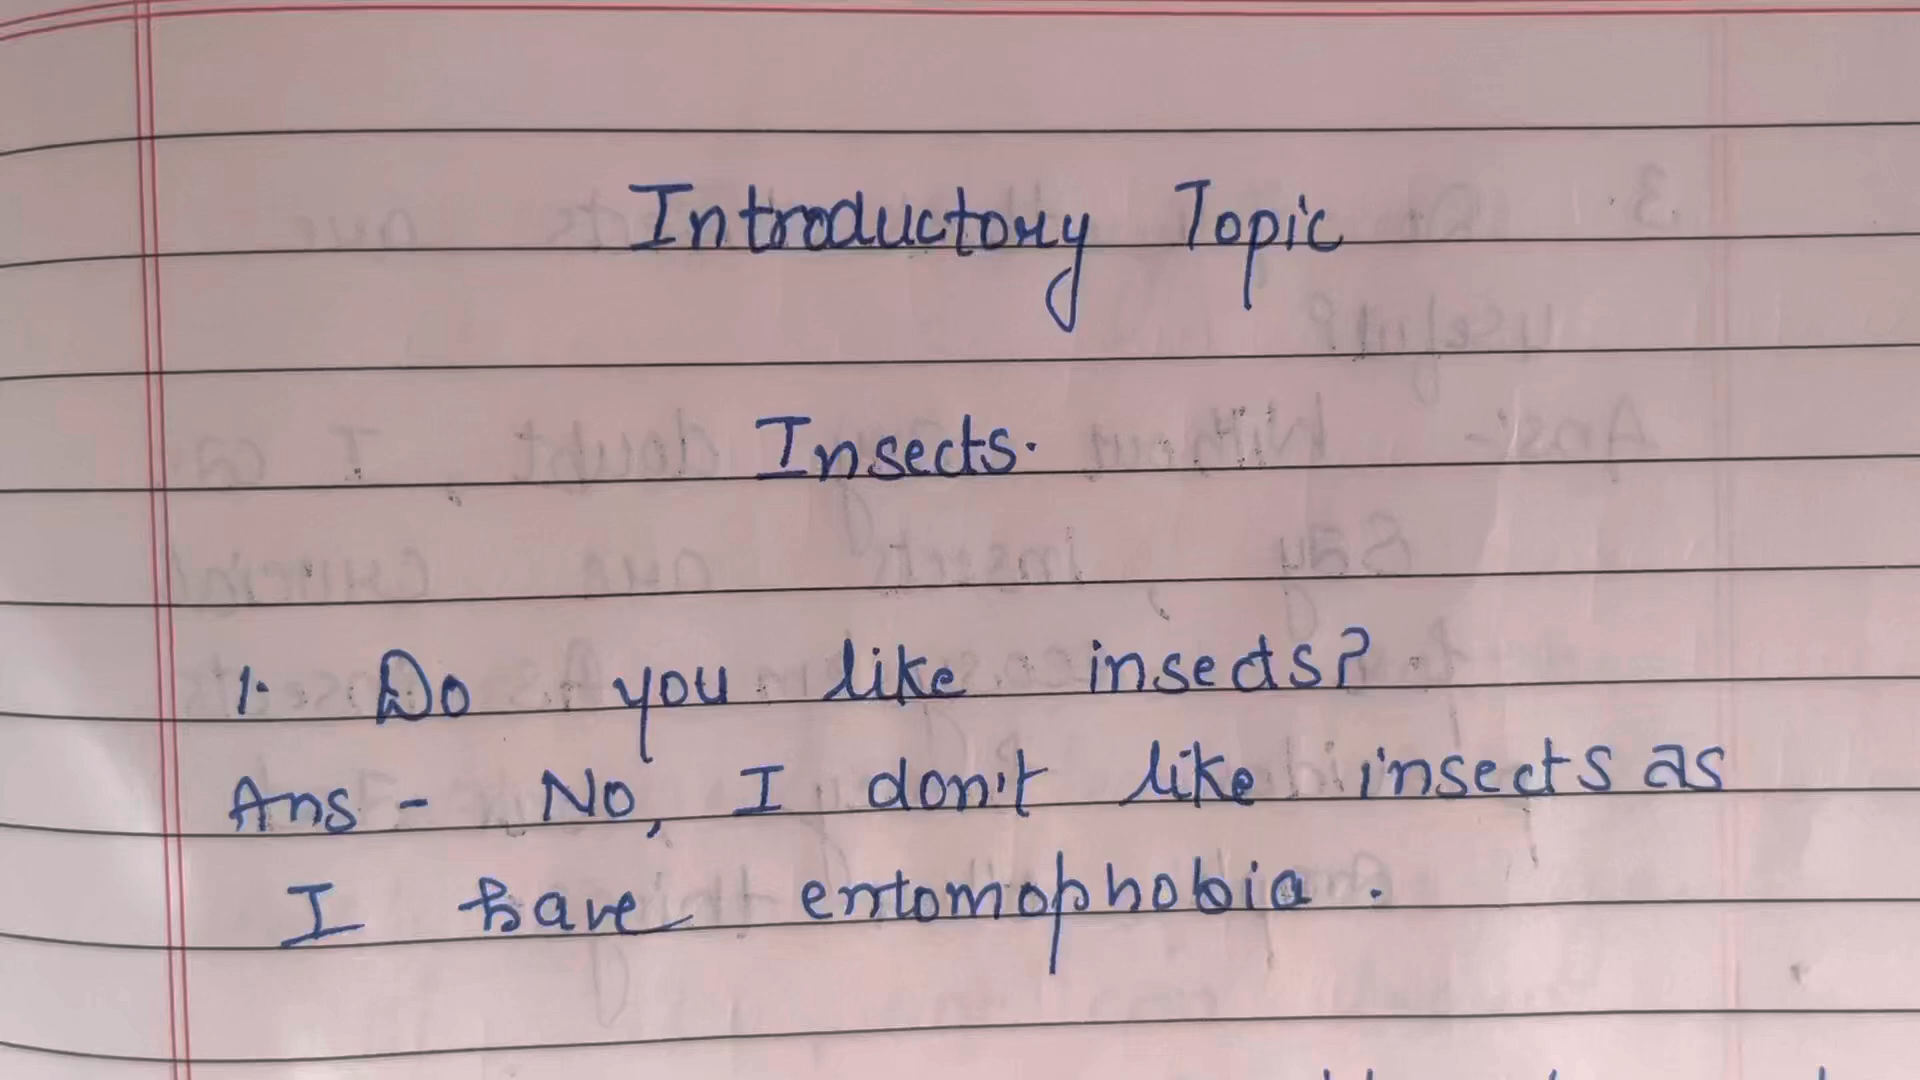 Introductory Topic
Insects.
1. Do you like insects?
Ans - No, I don't like insects as
I have entomophobia.